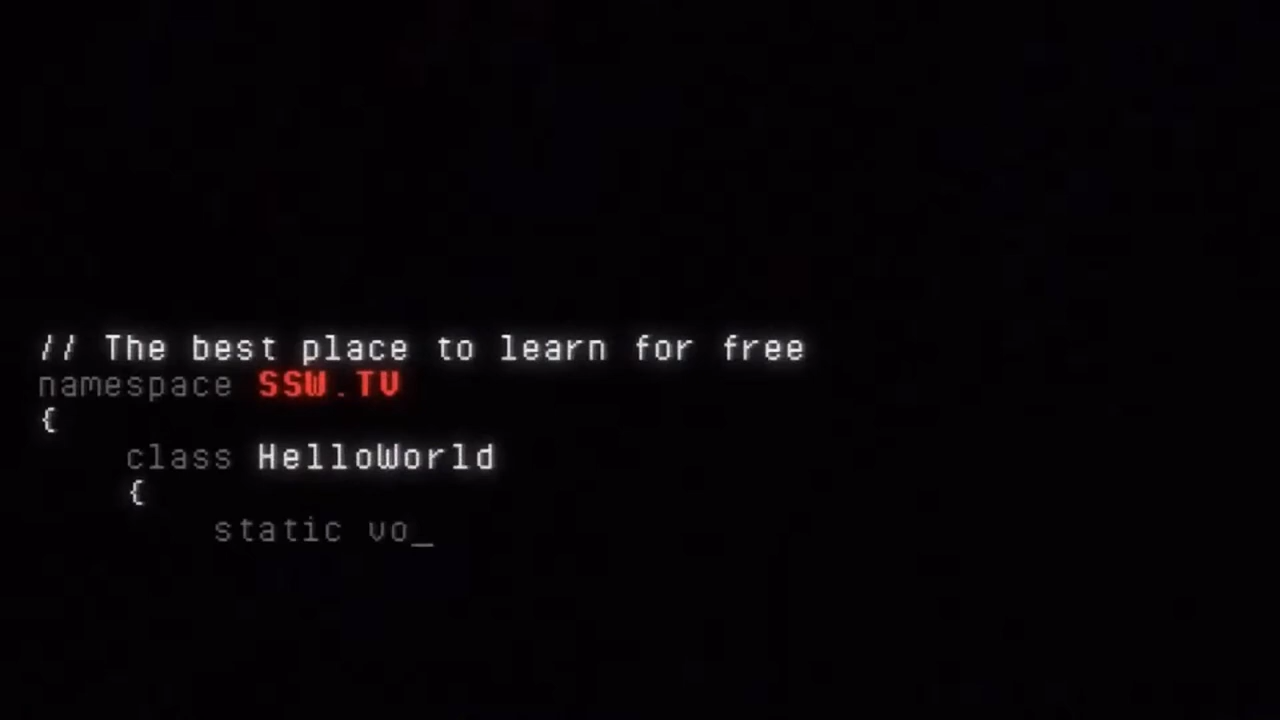 // The best place to learn for free
namespace SSW.TV
{
class HelloWorld
{
static vo_